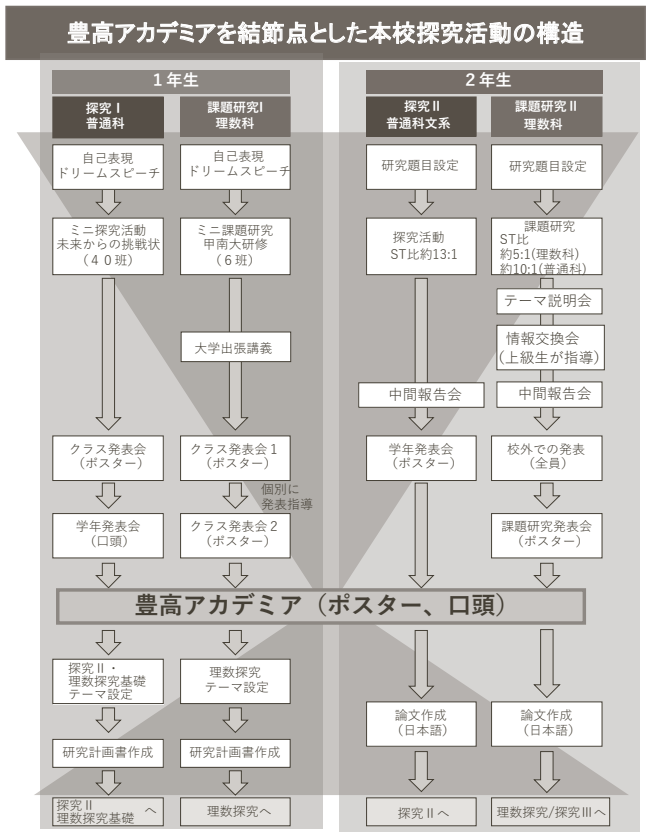 豊高アカデミアを結節点とした本校探究活動の構造
1年生
探究Ⅰ
普通科
自己表現
ドリームスピーチ
ミニ探究活動
未来からの挑戦状
(40班)
クラス発表会
(ポスター)
学年発表会
(口頭)
課題研究Ⅰ
理数科
自己表現
ドリームスピーチ
ミニ課題研究
甲南大研修
(6班)
大学出張講義
クラス発表会1
(ポスター)
個別に
発表指導
クラス発表会2
(ポスター)
2年生
探究Ⅱ
普通科文系
研究題目設定
探究活動
ST比約13:1
中間報告会
学年発表会
(ポスター)
課題研究Ⅱ
理数科
研究題目設定
課題研究
ST比
約5:1(理数科)
約10:1(普通科)
テーマ説明会
情報交換会
(上級生が指導)
中間報告会
校外での発表
(全員)
課題研究発表会
(ポスター)
豊高アカデミア(ポスター、口頭)
探究Ⅱ・
理数探究基礎
テーマ設定
研究計画書作成
探究Ⅱ
理数探究基礎 へ
理数探究
テーマ設定
研究計画書作成
理数探究へ
論文作成
(日本語)
探究Ⅱへ
論文作成
(日本語)
理数探究/探究Ⅲへ